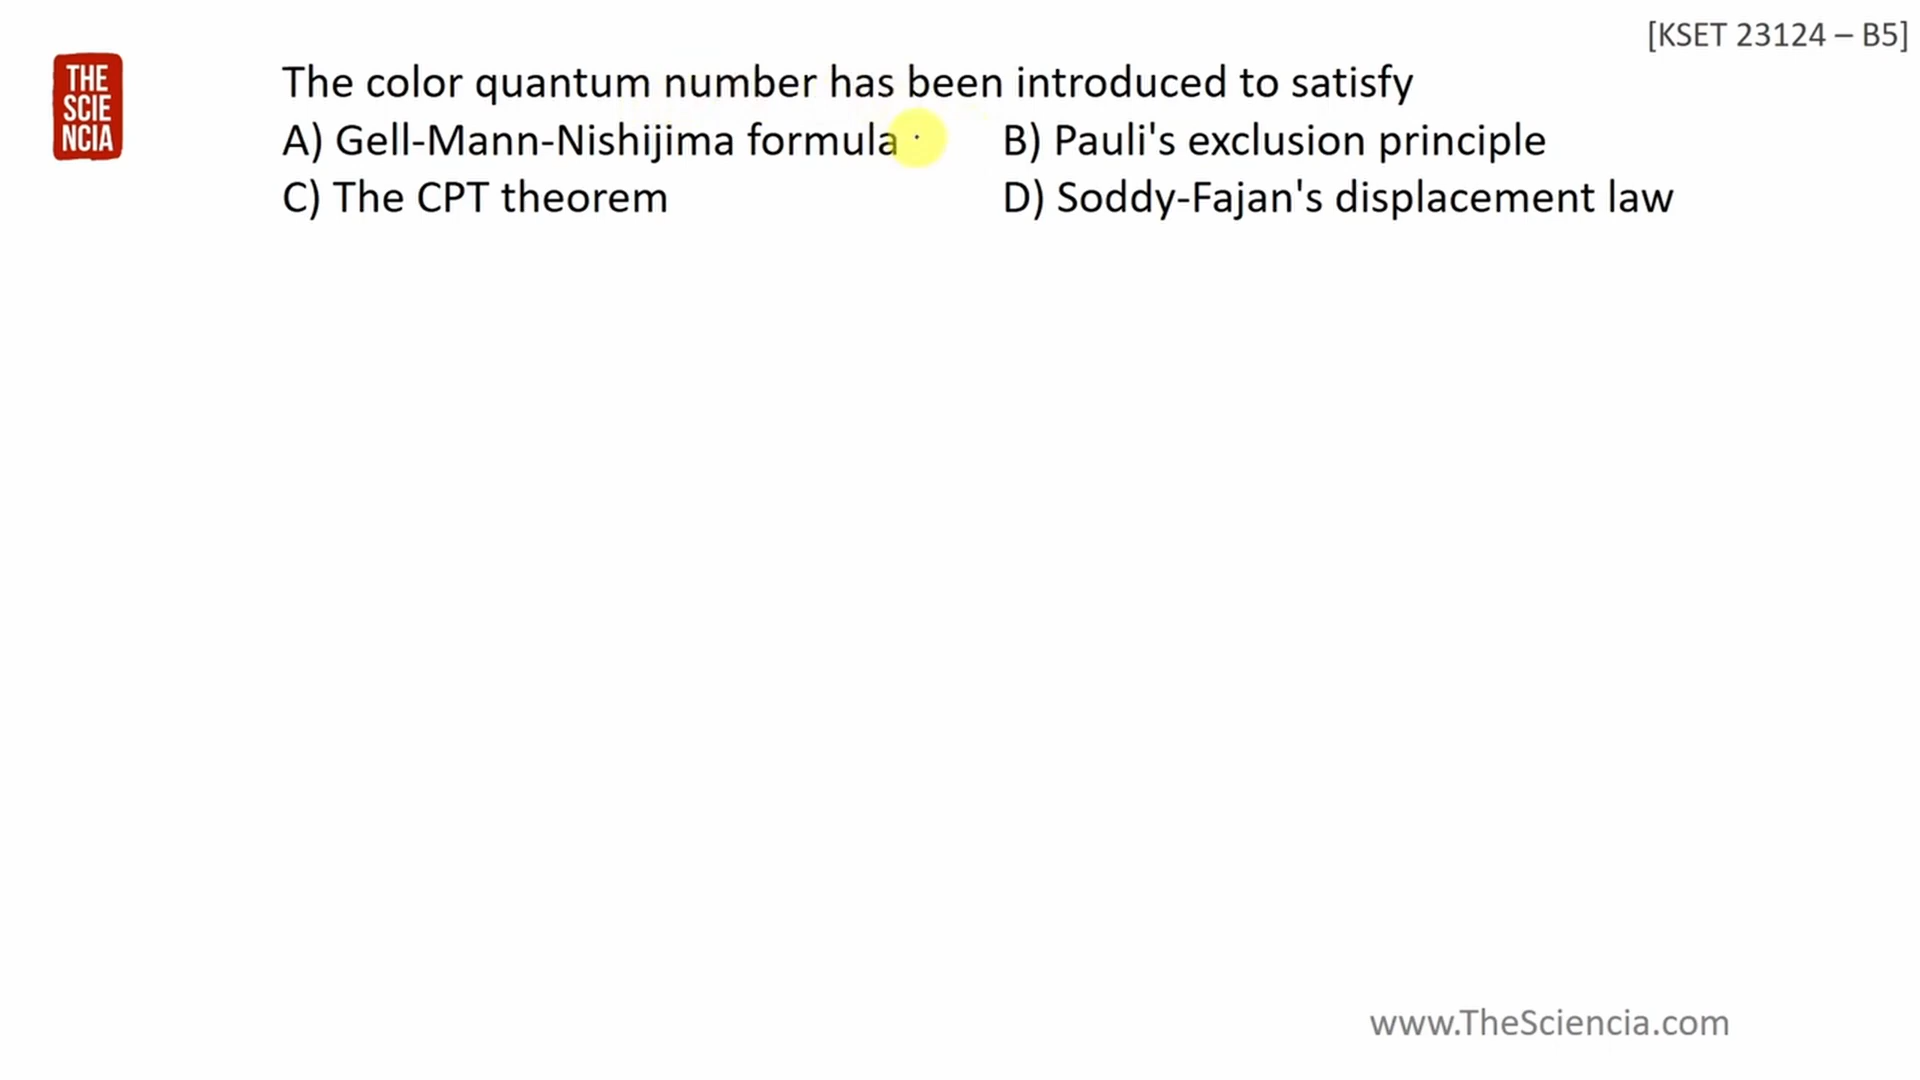 [KSET 23124 – B5]
THE
SCIE
NCIA
The color quantum number has been introduced to satisfy
A) Gell-Mann-Nishijima formula B) Pauli's exclusion principle
C) The CPT theorem D) Soddy-Fajan's displacement law
www.TheSciencia.com